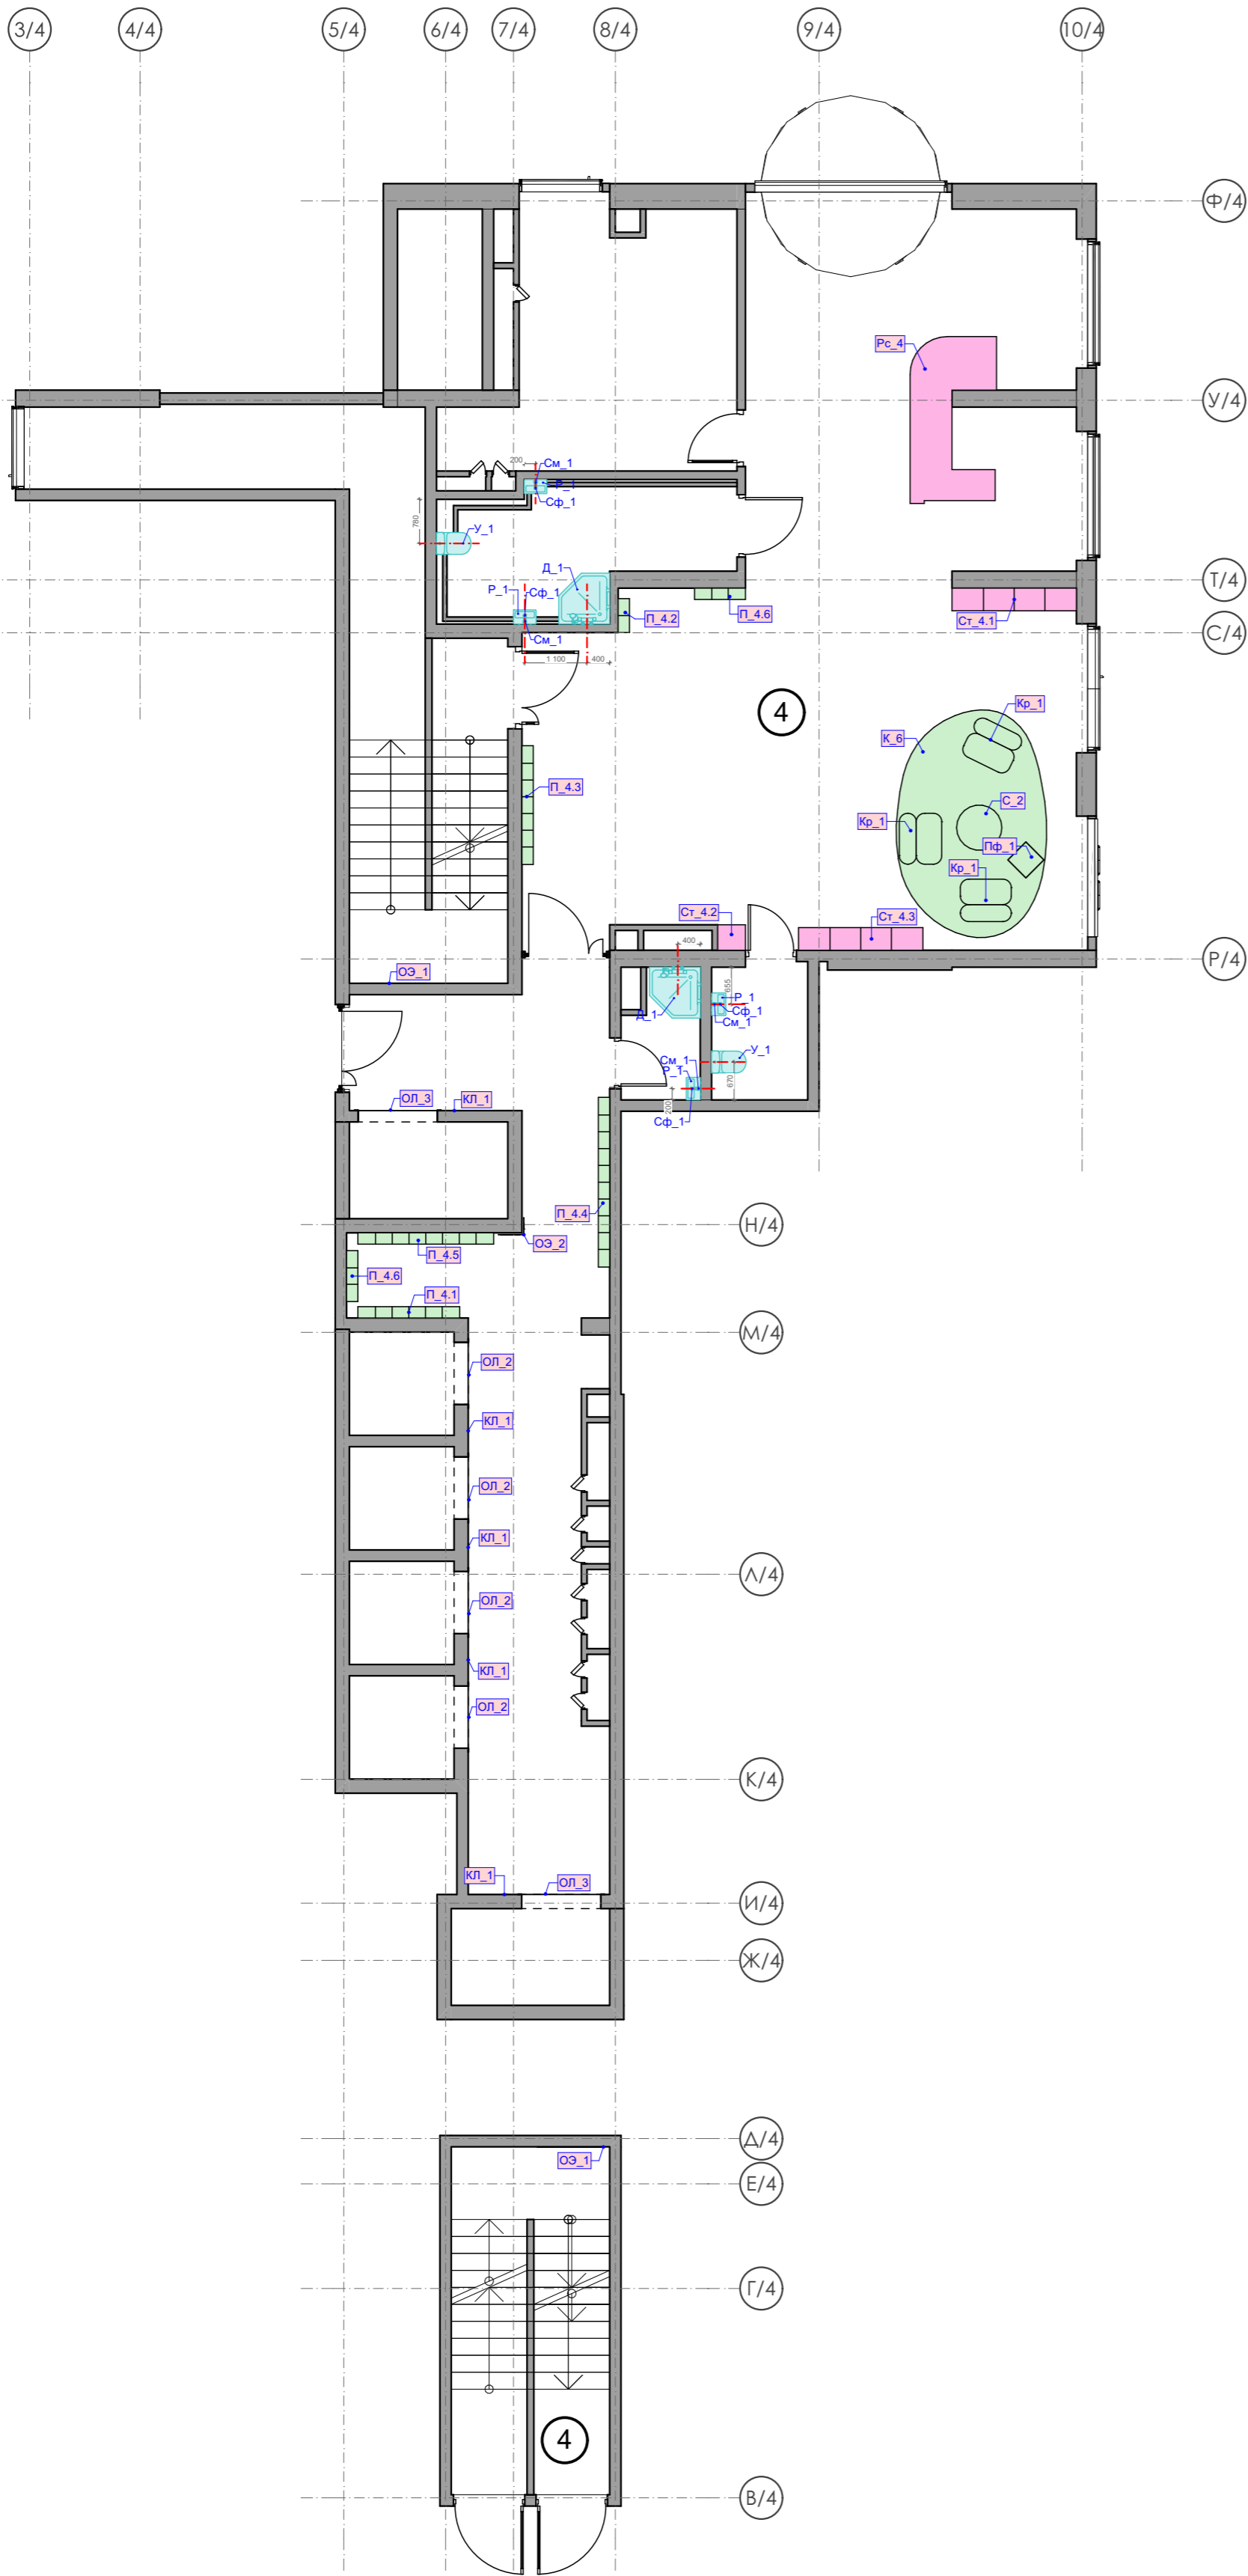 3/4 4/4 5/4 6/4 7/4 8/4 9/4 10/4
Ф/4
Рс_4
У/4
200
См_1
Р_1
Сф_1
780
У_1
Д_1
Т/4
Р_1
Сф_1
П_4.2
П_4.6
Ст_4.1
См_1
С/4
1 100
400
4
Кр_1
К_6
П_4.3
С_2
Кр_1
Пф_1
Кр_1
Ст_4.2
Ст_4.3
400
Р/4
ОЭ_1
655
Р_1
Д_1
Сф_1
См_1
У_1
См_1
Р_1
670
200
ОЛ_3
КЛ_1
Сф_1
П_4.4
Н/4
ОЭ_2
П_4.5
П_4.6
П_4.1
М/4
ОЛ_2
КЛ_1
ОЛ_2
КЛ_1
Л/4
ОЛ_2
КЛ_1
ОЛ_2
К/4
КЛ_1
ОЛ_3
И/4
Ж/4
Д/4
ОЭ_1
Е/4
Г/4
4
В/4